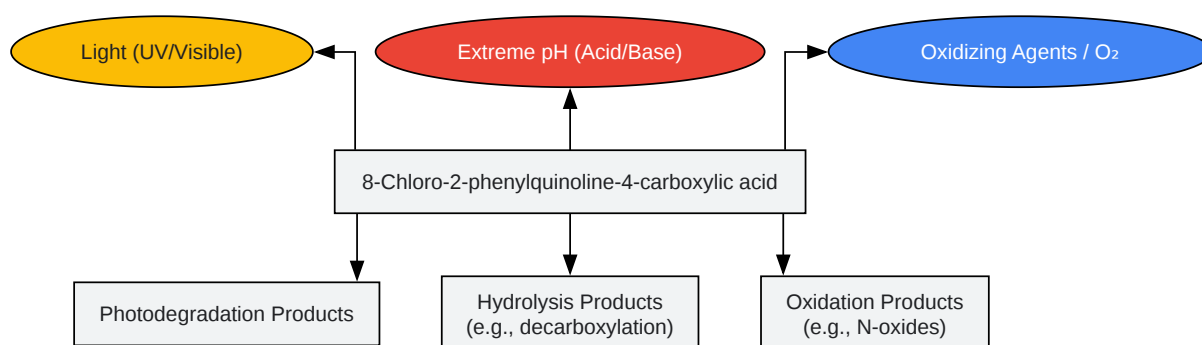 Light (UV/Visible)
Extreme pH (Acid/Base)
Oxidizing Agents / O₂
8-Chloro-2-phenylquinoline-4-carboxylic acid
Photodegradation Products
Hydrolysis Products
(e.g., decarboxylation)
Oxidation Products
(e.g., N-oxides)